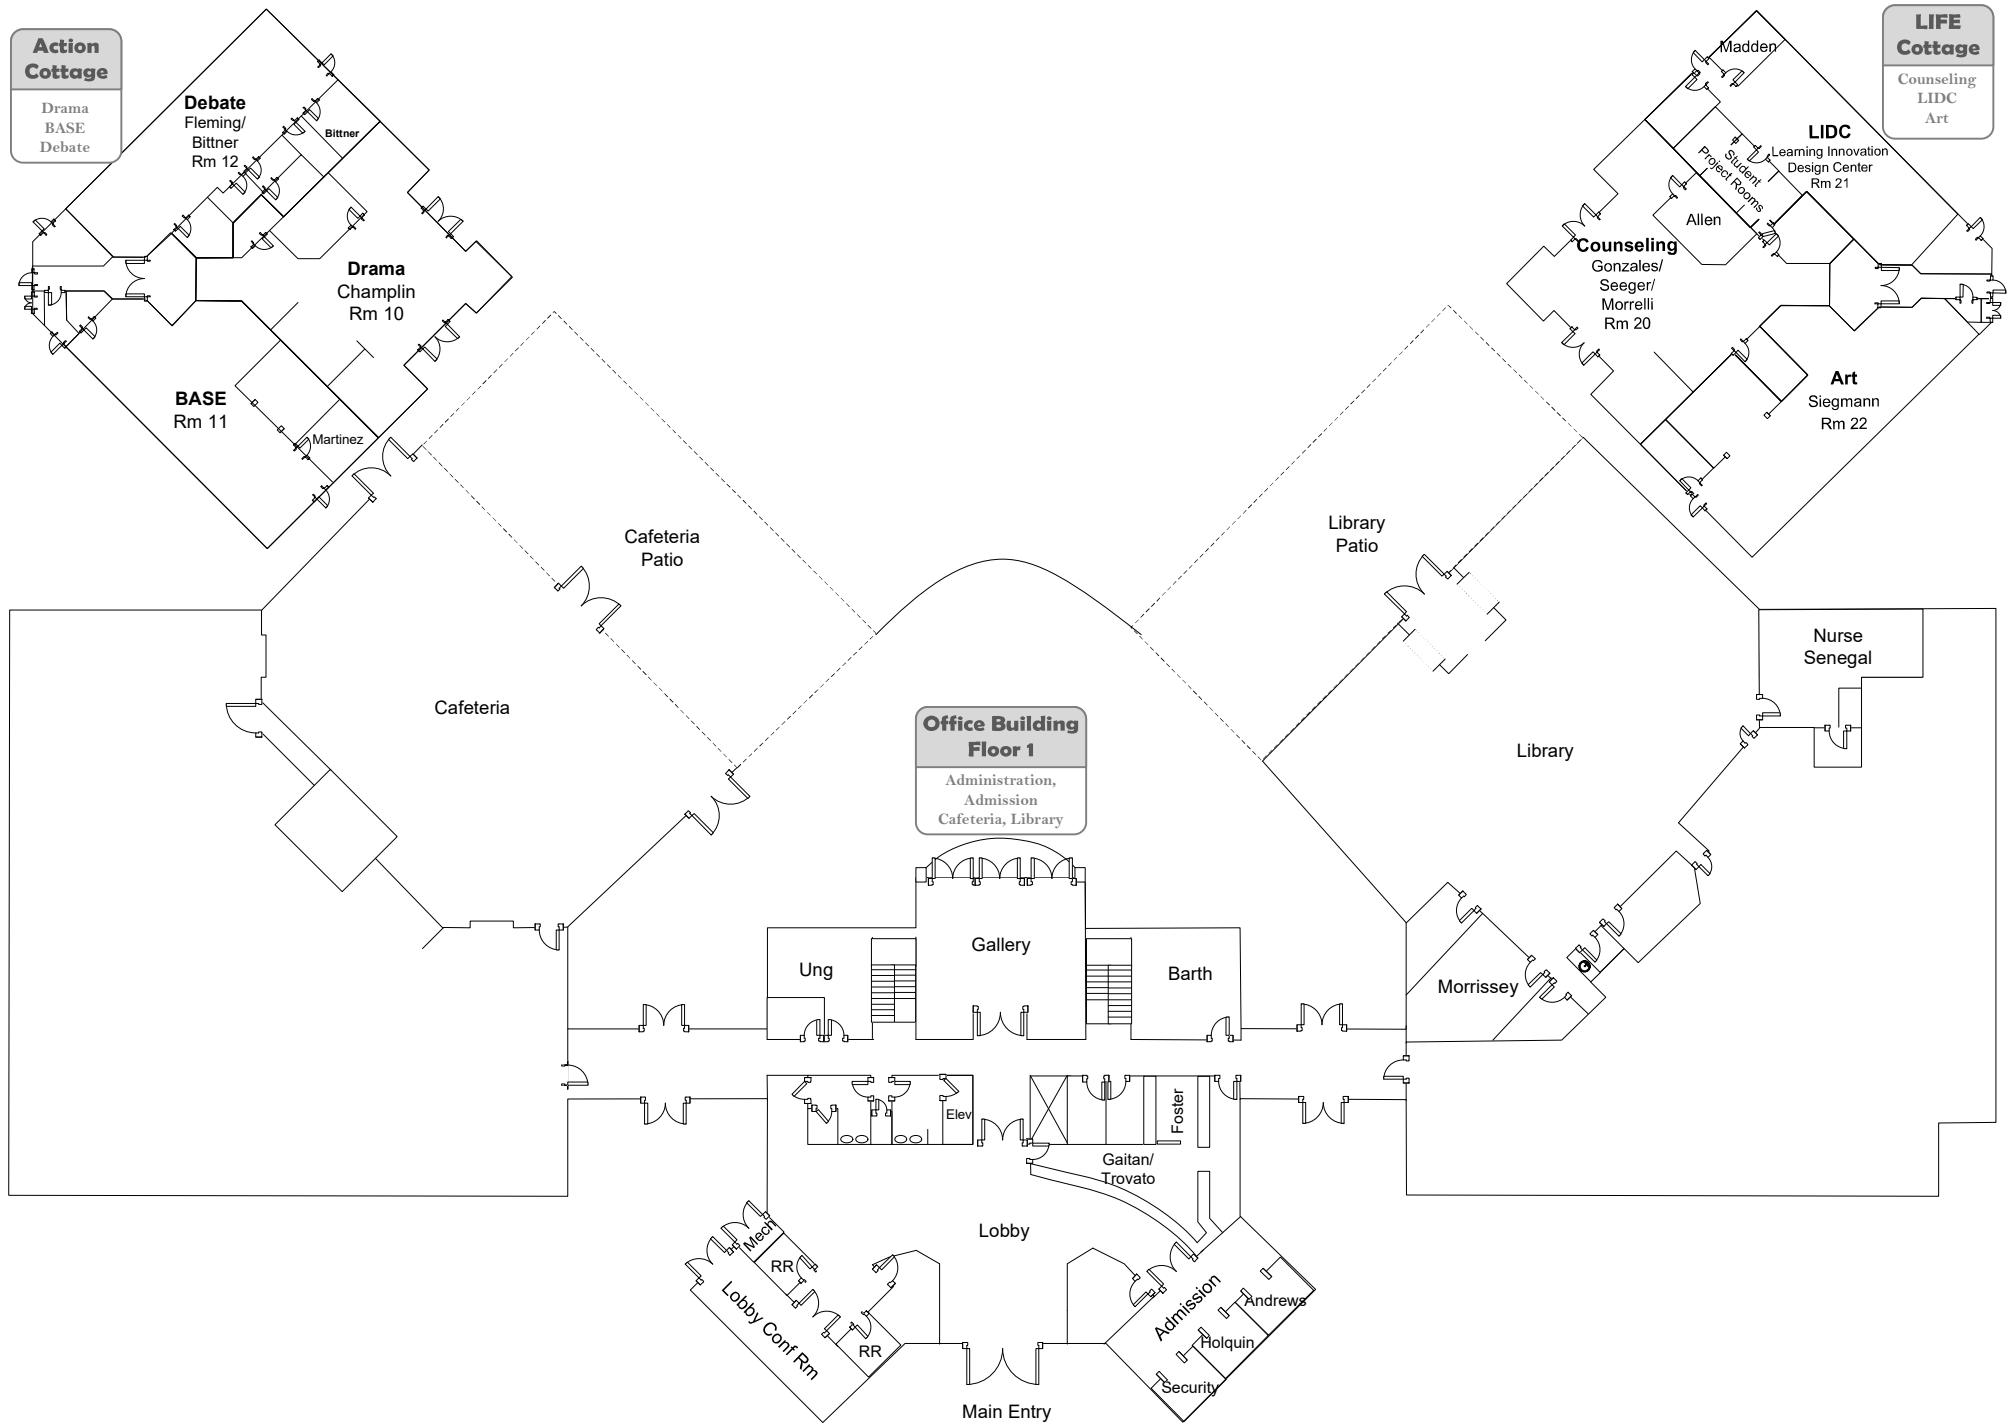 Action
Cottage
Drama
BASE
Debate
LIFE
Cottage
Counseling
LIDC
Art
Debate
Fleming/
Bittner
Rm 12
Bittner
Drama
Champlin
Rm 10
BASE
Rm 11
Martinez
Madden
LIDC
Learning Innovation
Design Center
Rm 21
Student
Project Rooms
Allen
Counseling
Gonzales/
Seeger/
Morrelli
Rm 20
Art
Siegmann
Rm 22
Cafeteria
Patio
Library
Patio
Nurse
Senegal
Cafeteria
Library
Office Building
Floor 1
Administration,
Admission
Cafeteria, Library
Gallery
Ung
Barth
Morrissey
Elev
Foster
Gaitan/
Trovato
Lobby
Mech
RR
Lobby Conf Rm
RR
Admission
Andrews
Holquin
Security
Main Entry